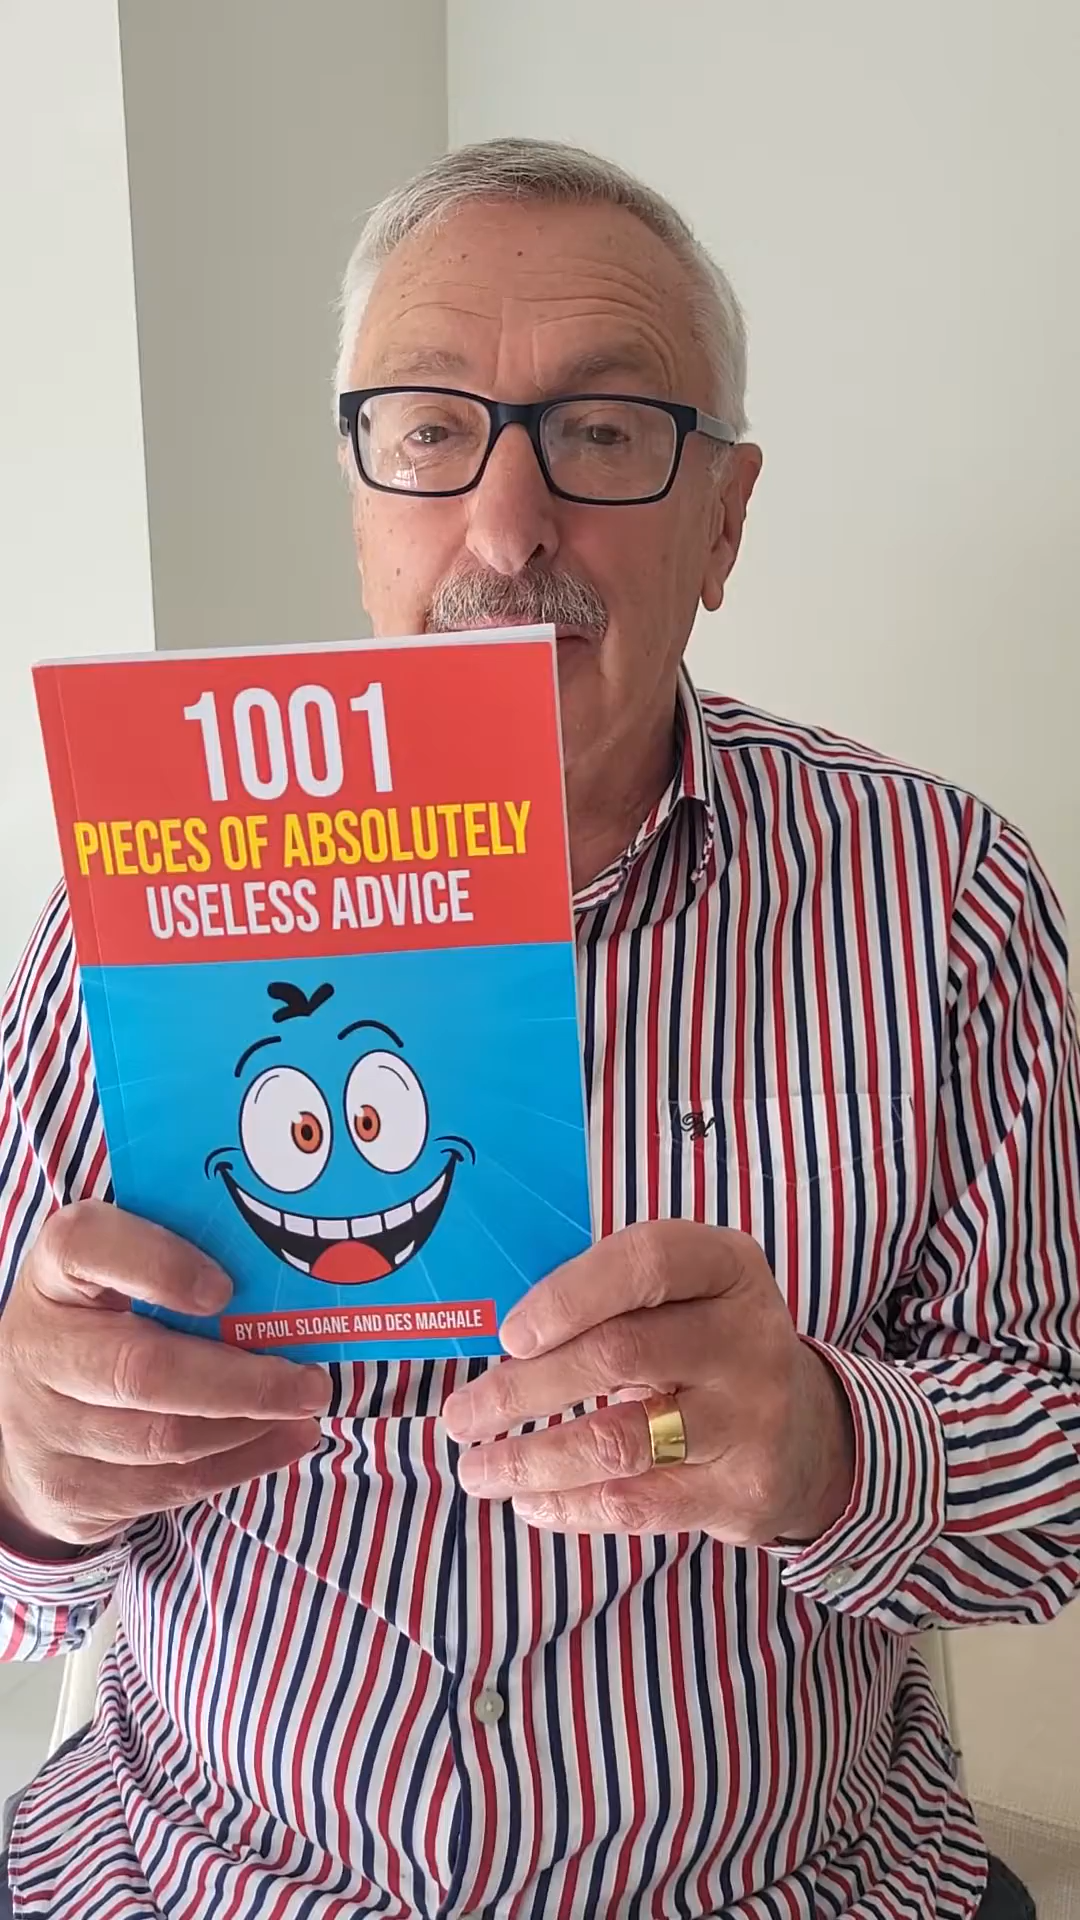 1001
PIECES OF ABSOLUTELY
USELESS ADVICE
BY PAUL SLOANE AND DES MACHALE